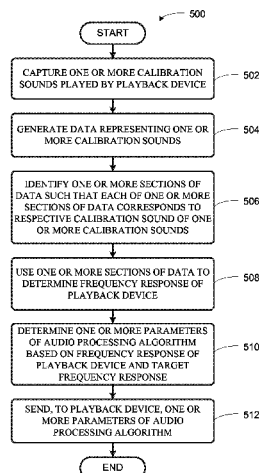 500
START
CAPTURE ONE OR MORE CALIBRATION
SOUNDS PLAYED BY PLAYBACK DEVICE
502
GENERATE DATA REPRESENTING ONE OR
MORE CALIBRATION SOUNDS
504
IDENTIFY ONE OR MORE SECTIONS OF
DATA SUCH THAT EACH OF ONE OR MORE
SECTIONS OF DATA CORRESPONDS TO
RESPECTIVE CALIBRATION SOUND OF ONE
OR MORE CALIBRATION SOUNDS
506
USE ONE OR MORE SECTIONS OF DATA TO
DETERMINE FREQUENCY RESPONSE OF
PLAYBACK DEVICE
508
DETERMINE ONE OR MORE PARAMETERS
OF AUDIO PROCESSING ALGORITHM
BASED ON FREQUENCY RESPONSE OF
PLAYBACK DEVICE AND TARGET
FREQUENCY RESPONSE
510
SEND, TO PLAYBACK DEVICE, ONE OR
MORE PARAMETERS OF AUDIO
PROCESSING ALGORITHM
512
END